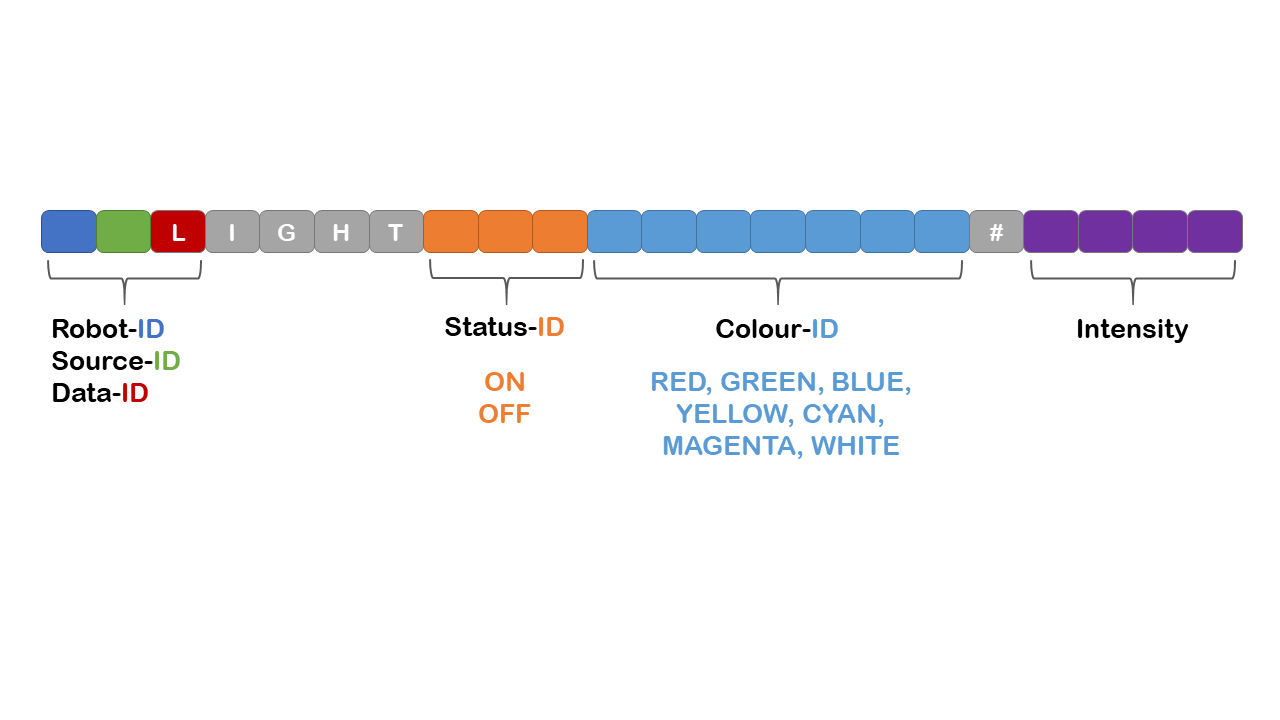 L I G H T #
Robot-ID
Source-ID
Data-ID
Status-ID
ON
OFF
Colour-ID
RED, GREEN, BLUE,
YELLOW, CYAN,
MAGENTA, WHITE
Intensity